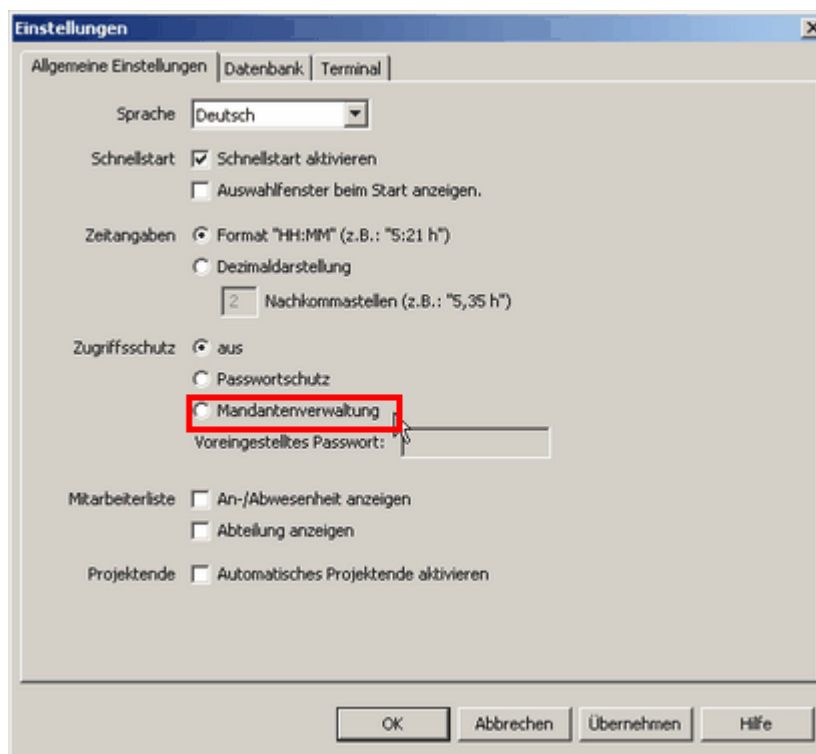 Einstellungen
Allgemeine Einstellungen Datenbank Terminal
Sprache Deutsch
Schnellstart Schnellstart aktivieren
Auswahlfenster beim Start anzeigen.
Zeitangaben Format "HH:MM" (z.B.: "5:21 h")
Dezimaldarstellung
2 Nachkommastellen (z.B.: "5,35 h")
Zugriffsschutz aus
Passwortschutz
Mandantenverwaltung
Voreingestelltes Passwort:
Mitarbeiterliste An-/Abwesenheit anzeigen
Abteilung anzeigen
Projektende Automatisches Projektende aktivieren
OK Abbrechen Übernehmen Hilfe